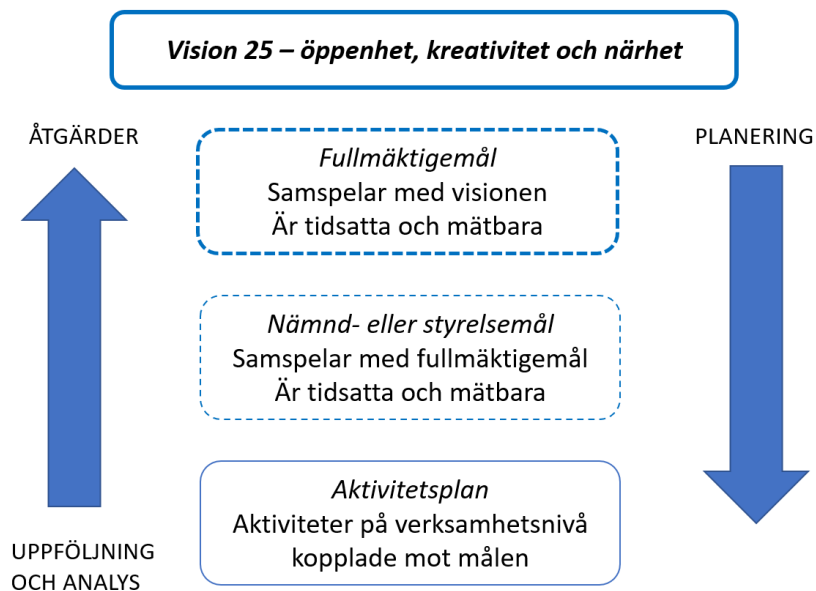 Vision 25 – öppenhet, kreativitet och närhet
ÅTGÄRDER
PLANERING
Fullmäktigemål
Samspelar med visionen
Är tidsatta och mätbara
Nämnd- eller styrelsemål
Samspelar med fullmäktigemål
Är tidsatta och mätbara
Aktivitetsplan
Aktiviteter på verksamhetsnivå
kopplade mot målen
UPPFÖLJNING
OCH ANALYS